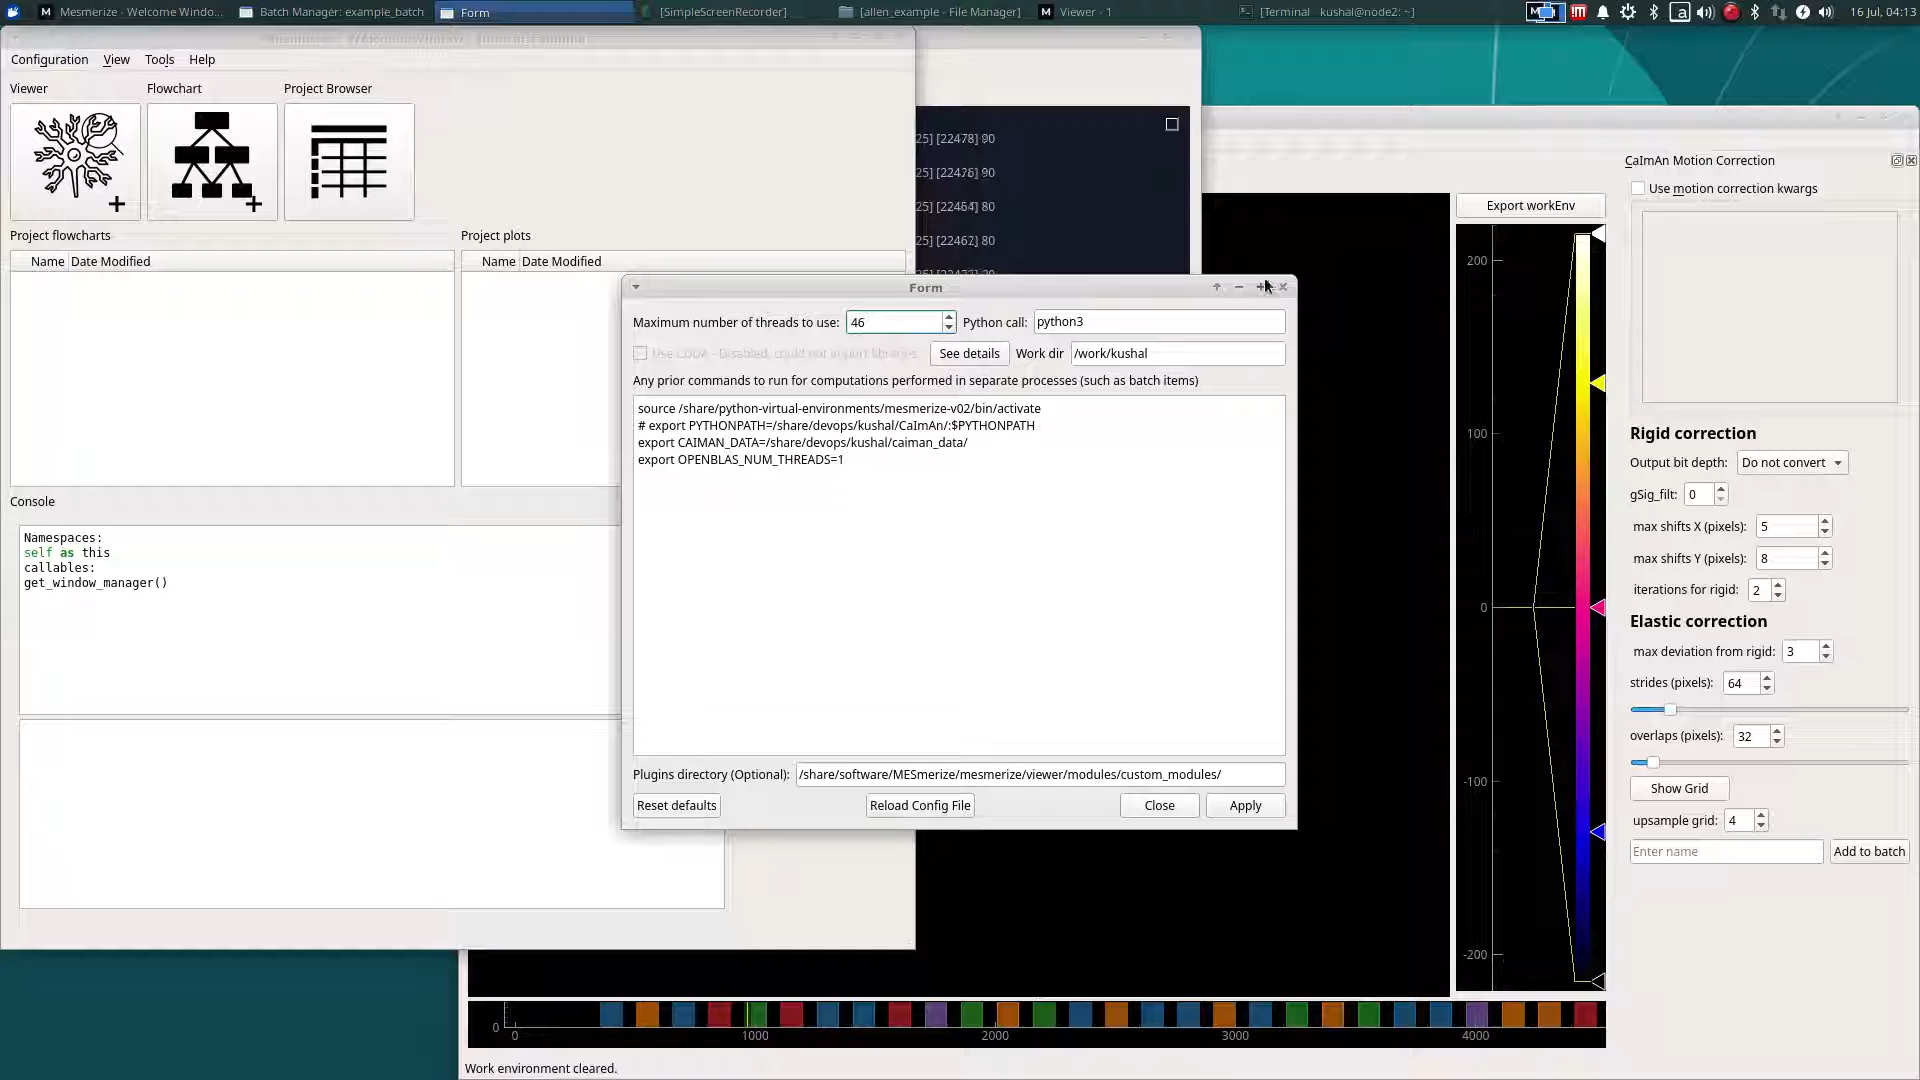 Mesmerize - Welcome Windo...
Batch Manager: example_batch
Form
[SimpleScreenRecorder]
[allen_example - File Manager]
Viewer - 1
[Terminal kushal@node2: ~]
16 Jul, 04:13
Configuration View Tools Help
Viewer
Flowchart
Project Browser
Project flowcharts
Project plots
Name Date Modified
Name Date Modified
Console
Namespaces:
self as this
callables:
get_window_manager()
25] [22478] 90
25] [22476] 90
80
25] [22462] 80
Form
Maximum number of threads to use: 46
Python call: python3
Use CUDA - Disabled, could not import libraries
See details
Work dir /work/kushal
Any prior commands to run for computations performed in separate processes (such as batch items)
source /share/python-virtual-environments/mesmerize-v02/bin/activate
# export PYTHONPATH=/share/devops/kushal/CaImAn/:$PYTHONPATH
export CAIMAN_DATA=/share/devops/kushal/caiman_data/
export OPENBLAS_NUM_THREADS=1
Plugins directory (Optional): /share/software/MESmerize/mesmerize/viewer/modules/custom_modules/
Reset defaults
Reload Config File
Close
Apply
Export workEnv
200
100
0
-100
-200
CaImAn Motion Correction
Use motion correction kwargs
Rigid correction
Output bit depth: Do not convert
gSig_filt: 0
max shifts X (pixels): 5
max shifts Y (pixels): 8
iterations for rigid: 2
Elastic correction
max deviation from rigid: 3
strides (pixels): 64
overlaps (pixels): 32
Show Grid
upsample grid: 4
Enter name
Add to batch
0
0 1000 2000 3000 4000
Work environment cleared.